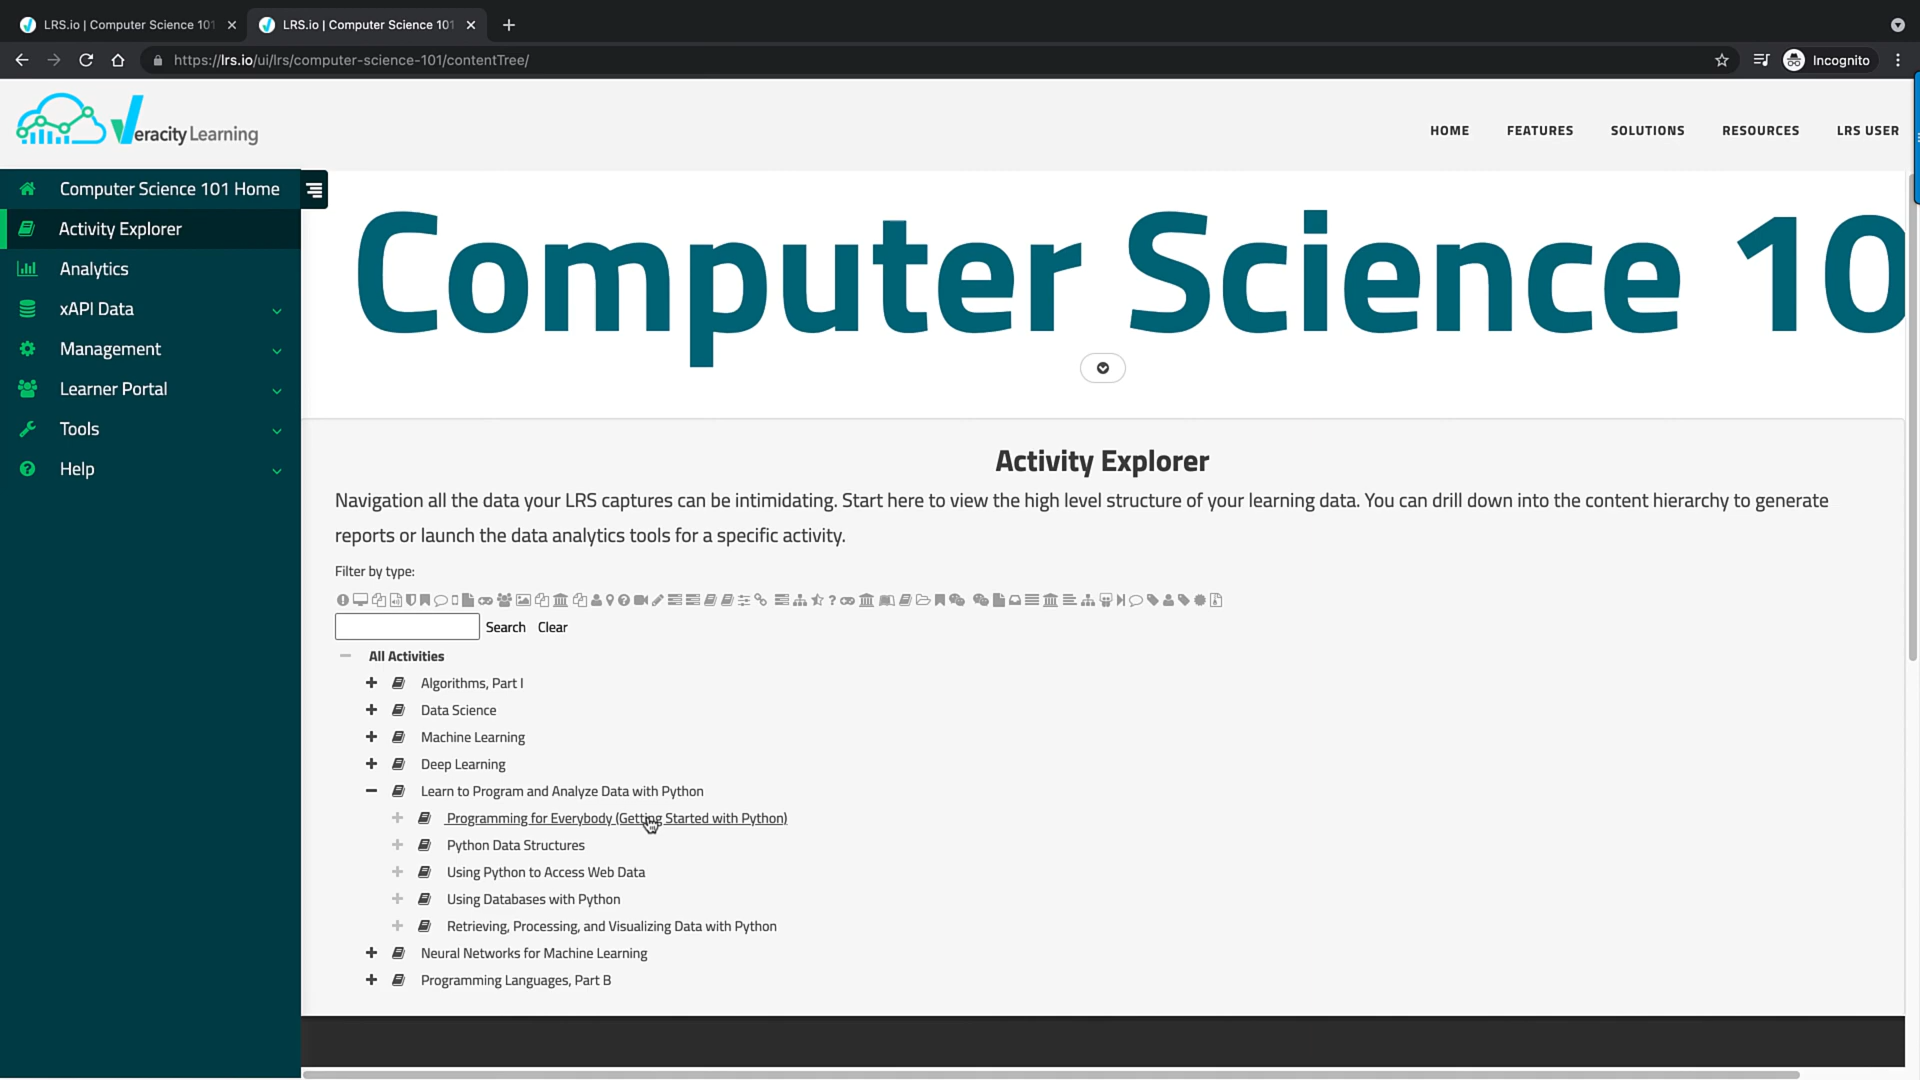 LRS.io | Computer Science 101
LRS.io | Computer Science 101
https://lrs.io/ui/lrs/computer-science-101/contentTree/
Incognito
Veracity Learning
HOME
FEATURES
SOLUTIONS
RESOURCES
LRS USER
Computer Science 101 Home
Activity Explorer
Analytics
xAPI Data
Management
Learner Portal
Tools
Help
Computer Science 10
Activity Explorer
Navigation all the data your LRS captures can be intimidating. Start here to view the high level structure of your learning data. You can drill down into the content hierarchy to generate
reports or launch the data analytics tools for a specific activity.
Filter by type:
Search Clear
All Activities
Algorithms, Part I
Data Science
Machine Learning
Deep Learning
Learn to Program and Analyze Data with Python
Programming for Everybody (Getting Started with Python)
Python Data Structures
Using Python to Access Web Data
Using Databases with Python
Retrieving, Processing, and Visualizing Data with Python
Neural Networks for Machine Learning
Programming Languages, Part B